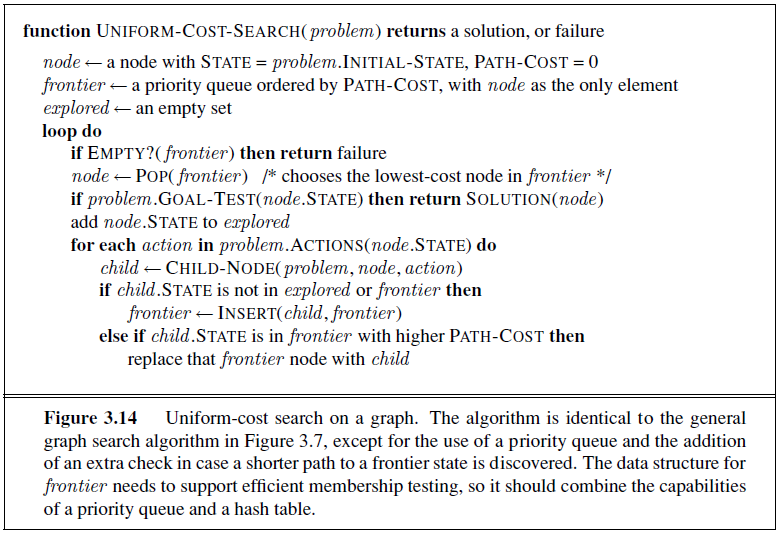 function UNIFORM-COST-SEARCH(problem) returns a solution, or failure
node ← a node with STATE = problem.INITIAL-STATE, PATH-COST = 0
frontier ← a priority queue ordered by PATH-COST, with node as the only element
explored ← an empty set
loop do
if EMPTY?(frontier) then return failure
node ← POP(frontier) /* chooses the lowest-cost node in frontier */
if problem.GOAL-TEST(node.STATE) then return SOLUTION(node)
add node.STATE to explored
for each action in problem.ACTIONS(node.STATE) do
child ← CHILD-NODE(problem, node, action)
if child.STATE is not in explored or frontier then
frontier ← INSERT(child, frontier)
else if child.STATE is in frontier with higher PATH-COST then
replace that frontier node with child
Figure 3.14 Uniform-cost search on a graph. The algorithm is identical to the general
graph search algorithm in Figure 3.7, except for the use of a priority queue and the addition
of an extra check in case a shorter path to a frontier state is discovered. The data structure for
frontier needs to support efficient membership testing, so it should combine the capabilities
of a priority queue and a hash table.